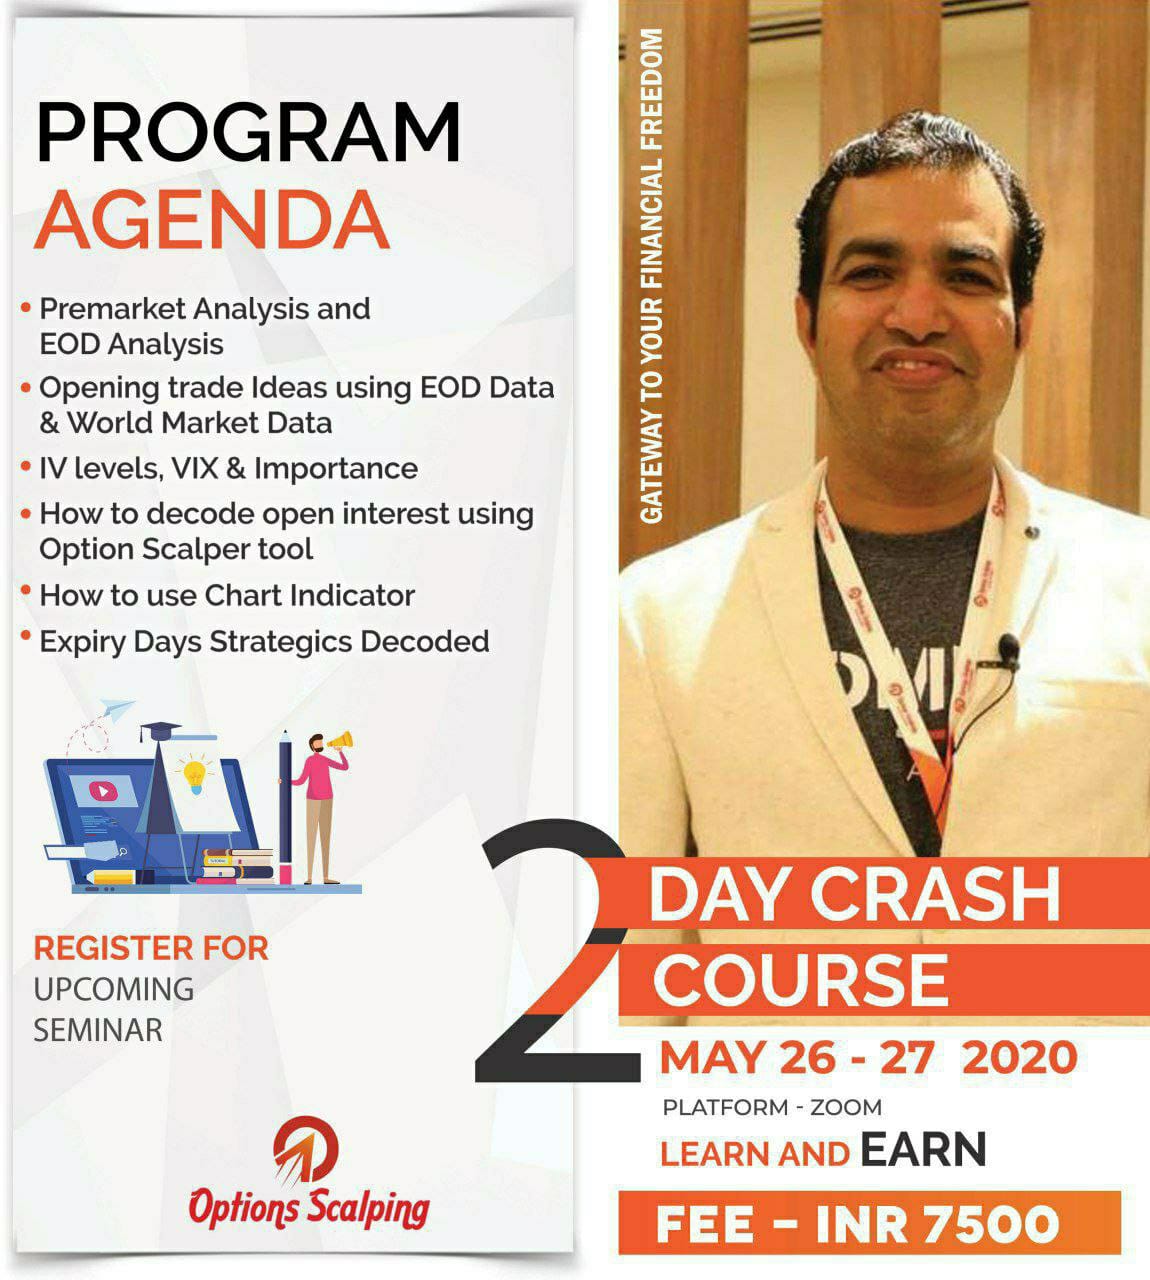 PROGRAM
AGENDA
• Premarket Analysis and
EOD Analysis
• Opening trade Ideas using EOD Data
& World Market Data
• IV levels, VIX & Importance
• How to decode open interest using
Option Scalper tool
• How to use Chart Indicator
• Expiry Days Strategics Decoded
REGISTER FOR
UPCOMING
SEMINAR
Options Scalping
GATEWAY TO YOUR FINANCIAL FREEDOM
2 DAY CRASH
COURSE
MAY 26 - 27 2020
PLATFORM - ZOOM
LEARN AND EARN
FEE – INR 7500